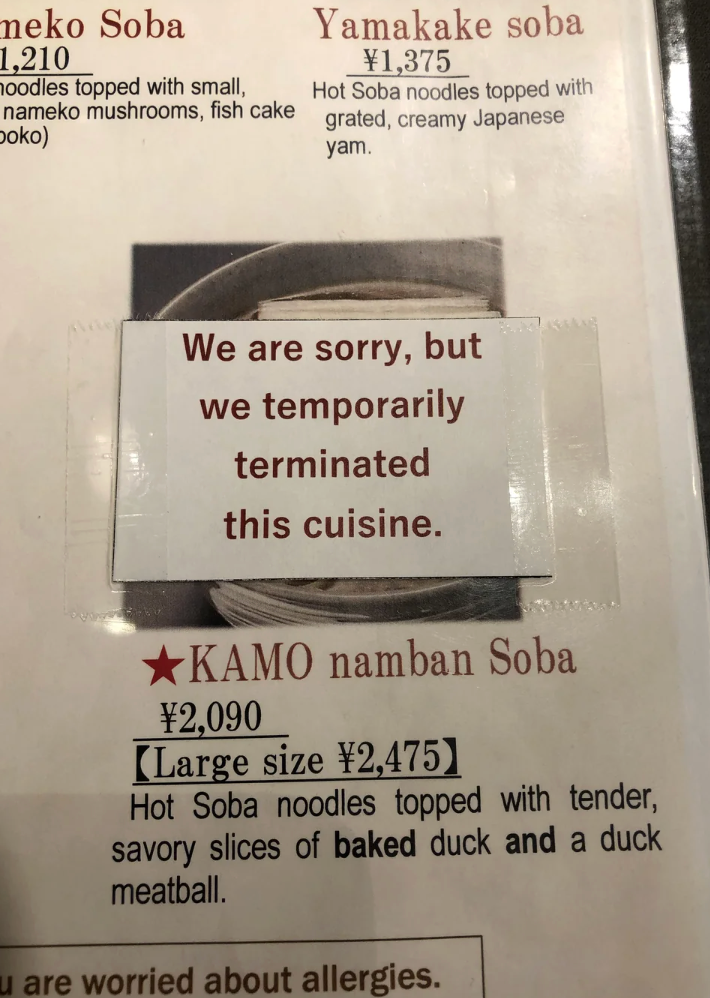 meko Soba
1,210
noodles topped with small,
nameko mushrooms, fish cake
boko)
Yamakake soba
¥1,375
Hot Soba noodles topped with
grated, creamy Japanese
yam.
We are sorry, but
we temporarily
terminated
this cuisine.
★KAMO namban Soba
¥2,090
【Large size ¥2,475】
Hot Soba noodles topped with tender,
savory slices of baked duck and a duck
meatball.
u are worried about allergies.